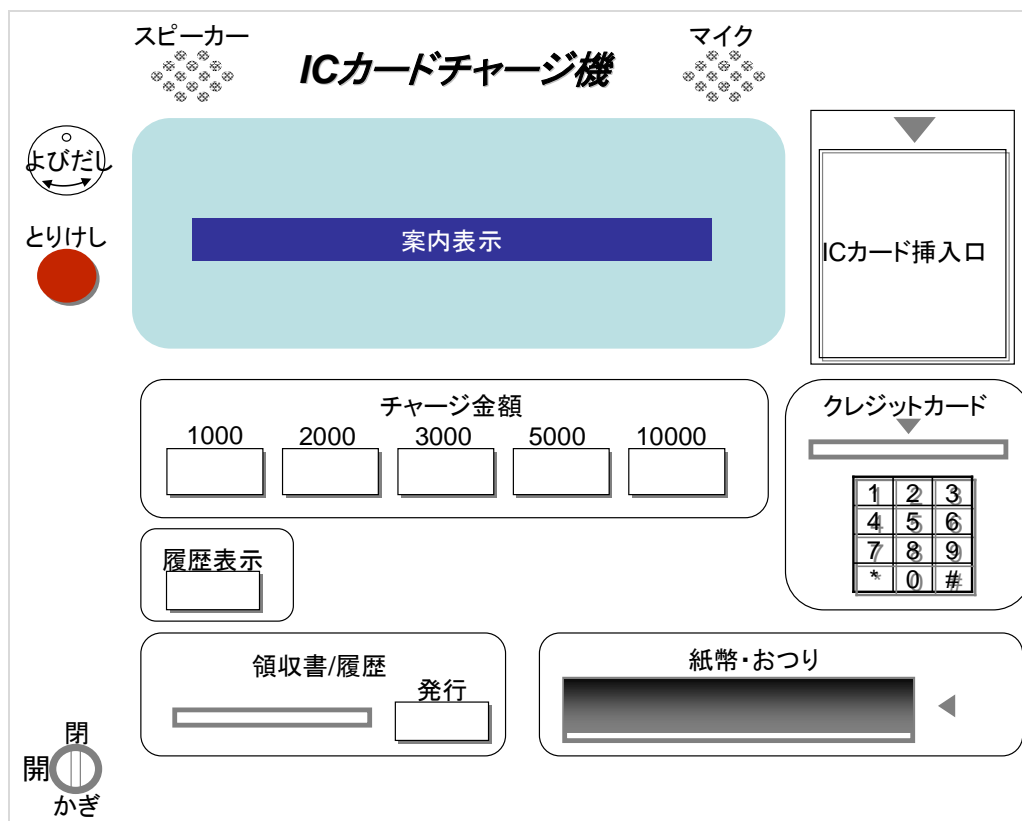 スピーカー
ICカードチャージ機
マイク
よびだし
とりけし
案内表示
ICカード挿入口
チャージ金額
1000 2000 3000 5000 10000
クレジットカード
1 2 3
4 5 6
7 8 9
* 0 #
履歴表示
領収書/履歴
発行
紙幣・おつり
閉
開
かぎ